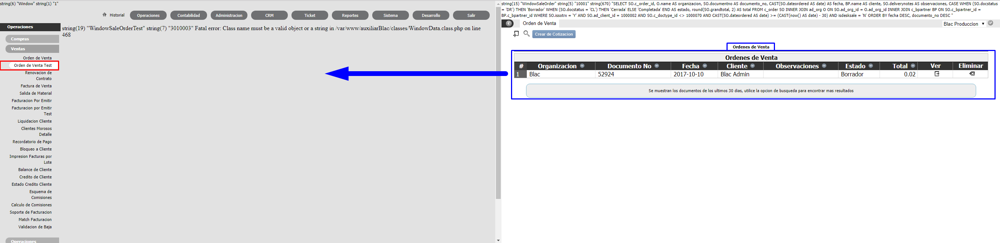 string(6) "Window" string(1) "1"
Historial
Operaciones
Contabilidad
Administracion
CRM
Ticket
Reportes
Sistema
Desarrollo
Salir
Operaciones
Compras
Ventas
Orden de Venta
Orden de Venta Test
Renovacion de
Contrato
Factura de Venta
Salida de Material
Facturacion Por Emitir
Facturacion por Emitir
Test
Liquidacion Cliente
Clientes Morosos
Detalle
Recordatorio de Pago
Bloqueo a Cliente
Impresion Facturas por
Lote
Balance de Cliente
Credito de Cliente
Estado Credito Cliente
Esquema de
Comisiones
Calculo de Comisiones
Soporte de Facturacion
Match Facturacion
Validacion de Baja
Operaciones
string(19) "WindowSaleOrderTest" string(7) "3010003" Fatal error: Class name must be a valid object or a string in /var/www/auxiliarBlac/classes/WindowData.class.php on line
468
string(15) "WindowSaleOrder" string(5) "10001" string(670) "SELECT SO.c_order_id, O.name AS organizacion, SO.documentno AS documento_no, CAST(SO.dateordered AS date) AS fecha, BP.name AS cliente, SO.deliverynotes AS observaciones, CASE WHEN (SO.docstatus
= 'DR') THEN 'Borrador' WHEN (SO.docstatus = 'CL') THEN 'Cerrada' ELSE 'Completada' END AS estado, round(SO.grandtotal, 2) AS total FROM c_order SO INNER JOIN ad_org O ON SO.ad_org_id = O.ad_org_id INNER JOIN c_bpartner BP ON SO.c_bpartner_id =
BP.c_bpartner_id WHERE SO.issotrx = 'Y' AND SO.ad_client_id = 1000002 AND SO.c_doctype_id <> 1000070 AND CAST(SO.dateordered AS date) >= (CAST(now() AS date) - 30) AND isdesksale = 'N' ORDER BY fecha DESC, documento_no DESC "
Orden de Venta
Blac Produccion
Crear de Cotizacion
Ordenes de Venta
Ordenes de Venta
# Organizacion Documento No Fecha Cliente Observaciones Estado Total Ver Eliminar
1 Blac 52924 2017-10-10 Blac Admin Borrador 0.02
Se muestran los documentos de los ultimos 30 dias, utilice la opcion de busqueda para encontrar mas resultados